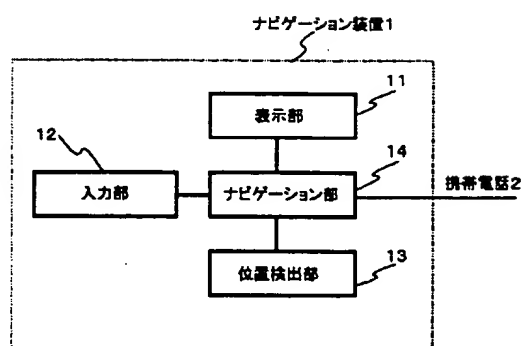 ナビゲーション装置1
11
表示部
12
14
入力部
ナビゲーション部
携帯電話2
13
位置検出部